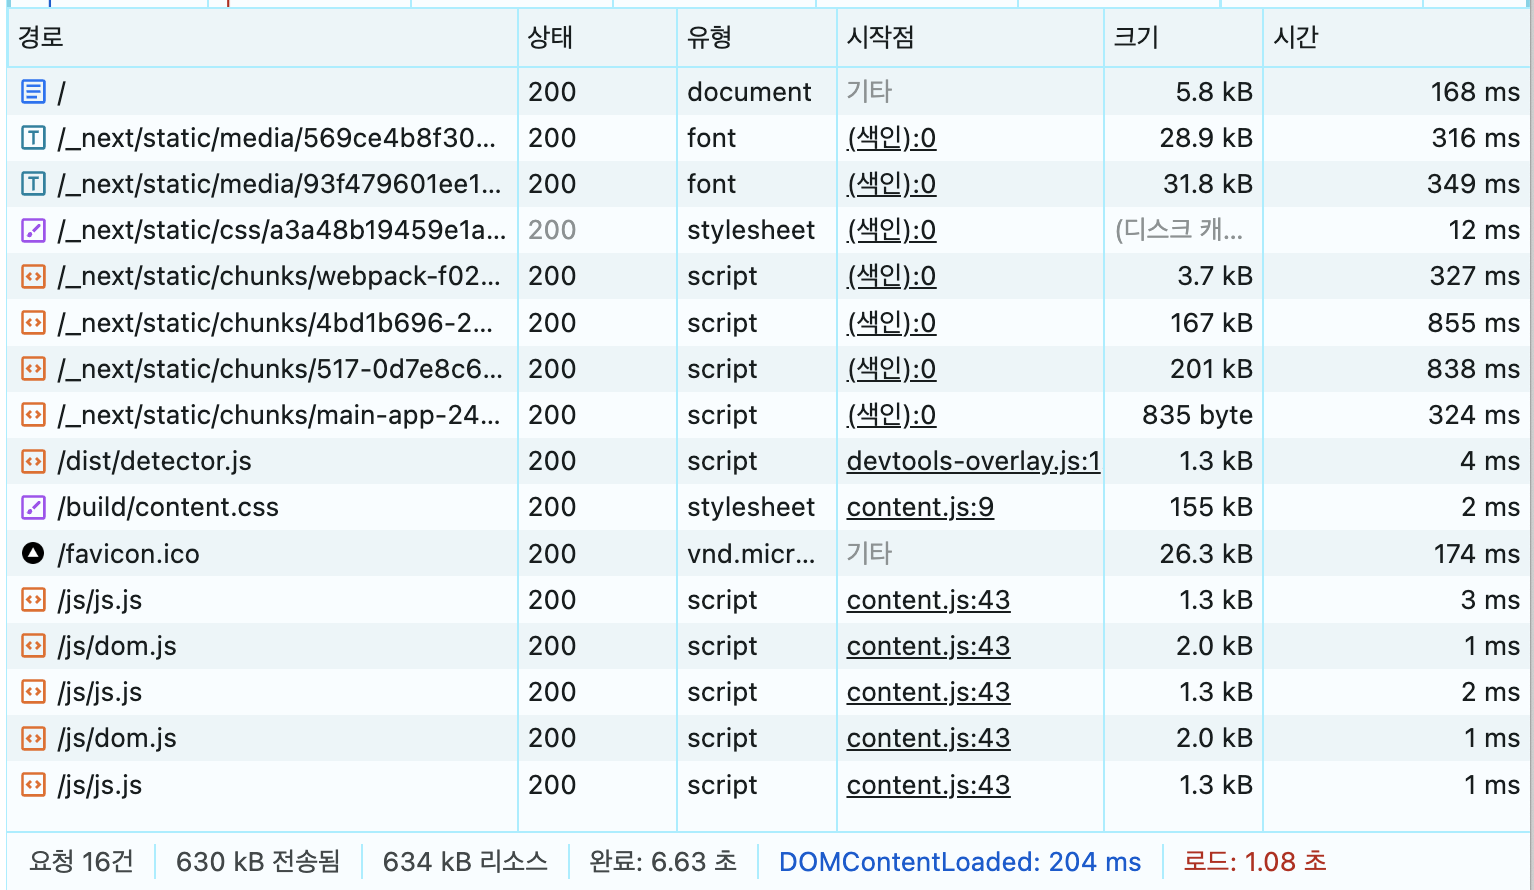 경로 상태 유형 시작점 크기 시간
/ 200 document 기타 5.8 kB 168 ms
/_next/static/media/569ce4b8f30... 200 font (색인):0 28.9 kB 316 ms
/_next/static/media/93f479601ee1... 200 font (색인):0 31.8 kB 349 ms
/_next/static/css/a3a48b19459e1a... 200 stylesheet (색인):0 (디스크 캐... 12 ms
/_next/static/chunks/webpack-f02... 200 script (색인):0 3.7 kB 327 ms
/_next/static/chunks/4bd1b696-2... 200 script (색인):0 167 kB 855 ms
/_next/static/chunks/517-0d7e8c6... 200 script (색인):0 201 kB 838 ms
/_next/static/chunks/main-app-24... 200 script (색인):0 835 byte 324 ms
/dist/detector.js 200 script devtools-overlay.js:1 1.3 kB 4 ms
/build/content.css 200 stylesheet content.js:9 155 kB 2 ms
/favicon.ico 200 vnd.micr... 기타 26.3 kB 174 ms
/js/js.js 200 script content.js:43 1.3 kB 3 ms
/js/dom.js 200 script content.js:43 2.0 kB 1 ms
/js/js.js 200 script content.js:43 1.3 kB 2 ms
/js/dom.js 200 script content.js:43 2.0 kB 1 ms
/js/js.js 200 script content.js:43 1.3 kB 1 ms
요청 16건 630 kB 전송됨 634 kB 리소스 완료: 6.63 초 DOMContentLoaded: 204 ms 로드: 1.08 초